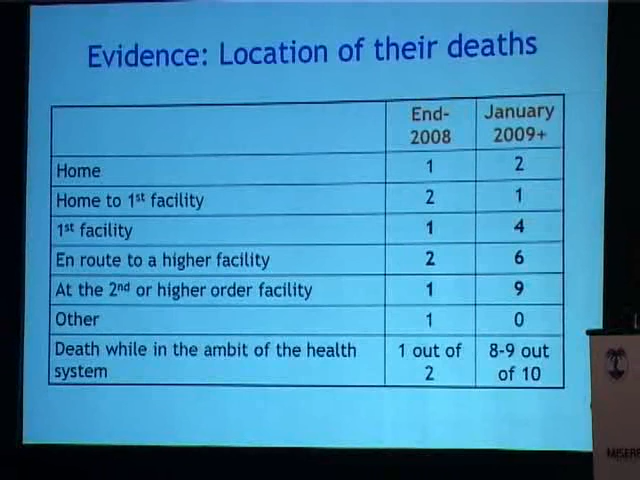 Evidence: Location of their deaths
End-
2008
January
2009+
Home 1 2
Home to 1st facility 2 1
1st facility 1 4
En route to a higher facility 2 6
At the 2nd or higher order facility 1 9
Other 1 0
Death while in the ambit of the health
system
1 out of
2
8-9 out
of 10